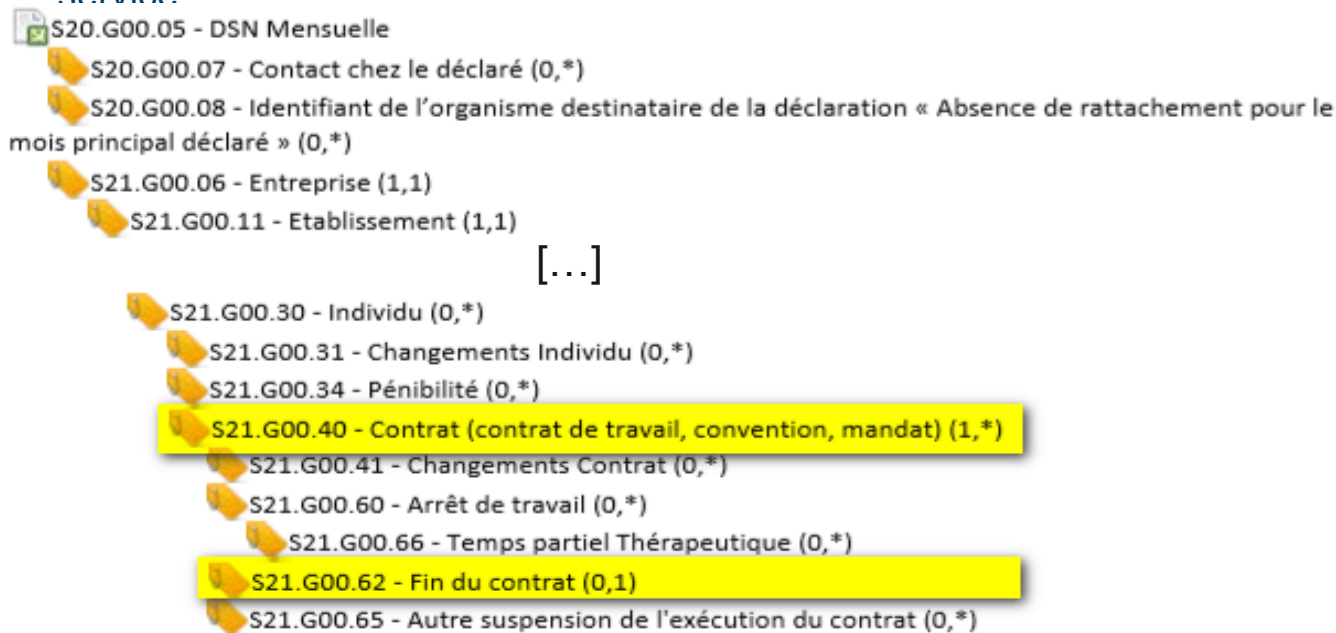 S20.G00.05 - DSN Mensuelle
S20.G00.07 - Contact chez le déclaré (0,*)
S20.G00.08 - Identifiant de l’organisme destinataire de la déclaration « Absence de rattachement pour le
mois principal déclaré » (0,*)
S21.G00.06 - Entreprise (1,1)
S21.G00.11 - Etablissement (1,1)
[…]
S21.G00.30 - Individu (0,*)
S21.G00.31 - Changements Individu (0,*)
S21.G00.34 - Pénibilité (0,*)
S21.G00.40 - Contrat (contrat de travail, convention, mandat) (1,*)
S21.G00.41 - Changements Contrat (0,*)
S21.G00.60 - Arrêt de travail (0,*)
S21.G00.66 - Temps partiel Thérapeutique (0,*)
S21.G00.62 - Fin du contrat (0,1)
S21.G00.65 - Autre suspension de l'exécution du contrat (0,*)